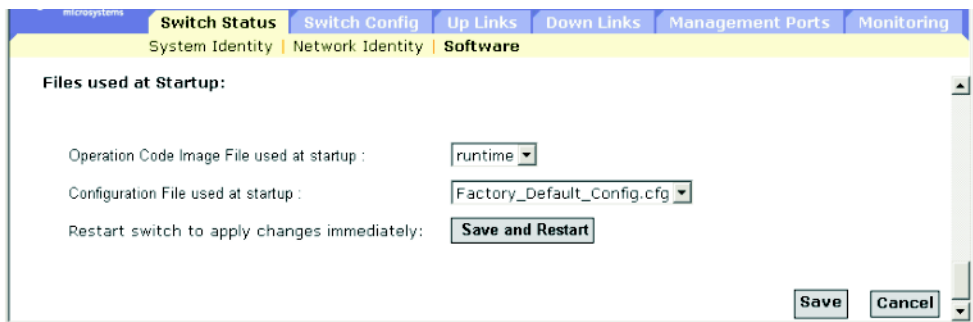 microsystems
Switch Status Switch Config Up Links Down Links Management Ports Monitoring
System Identity | Network Identity | Software
Files used at Startup:
Operation Code Image File used at startup : runtime
Configuration File used at startup : Factory_Default_Config.cfg
Restart switch to apply changes immediately: Save and Restart
Save Cancel